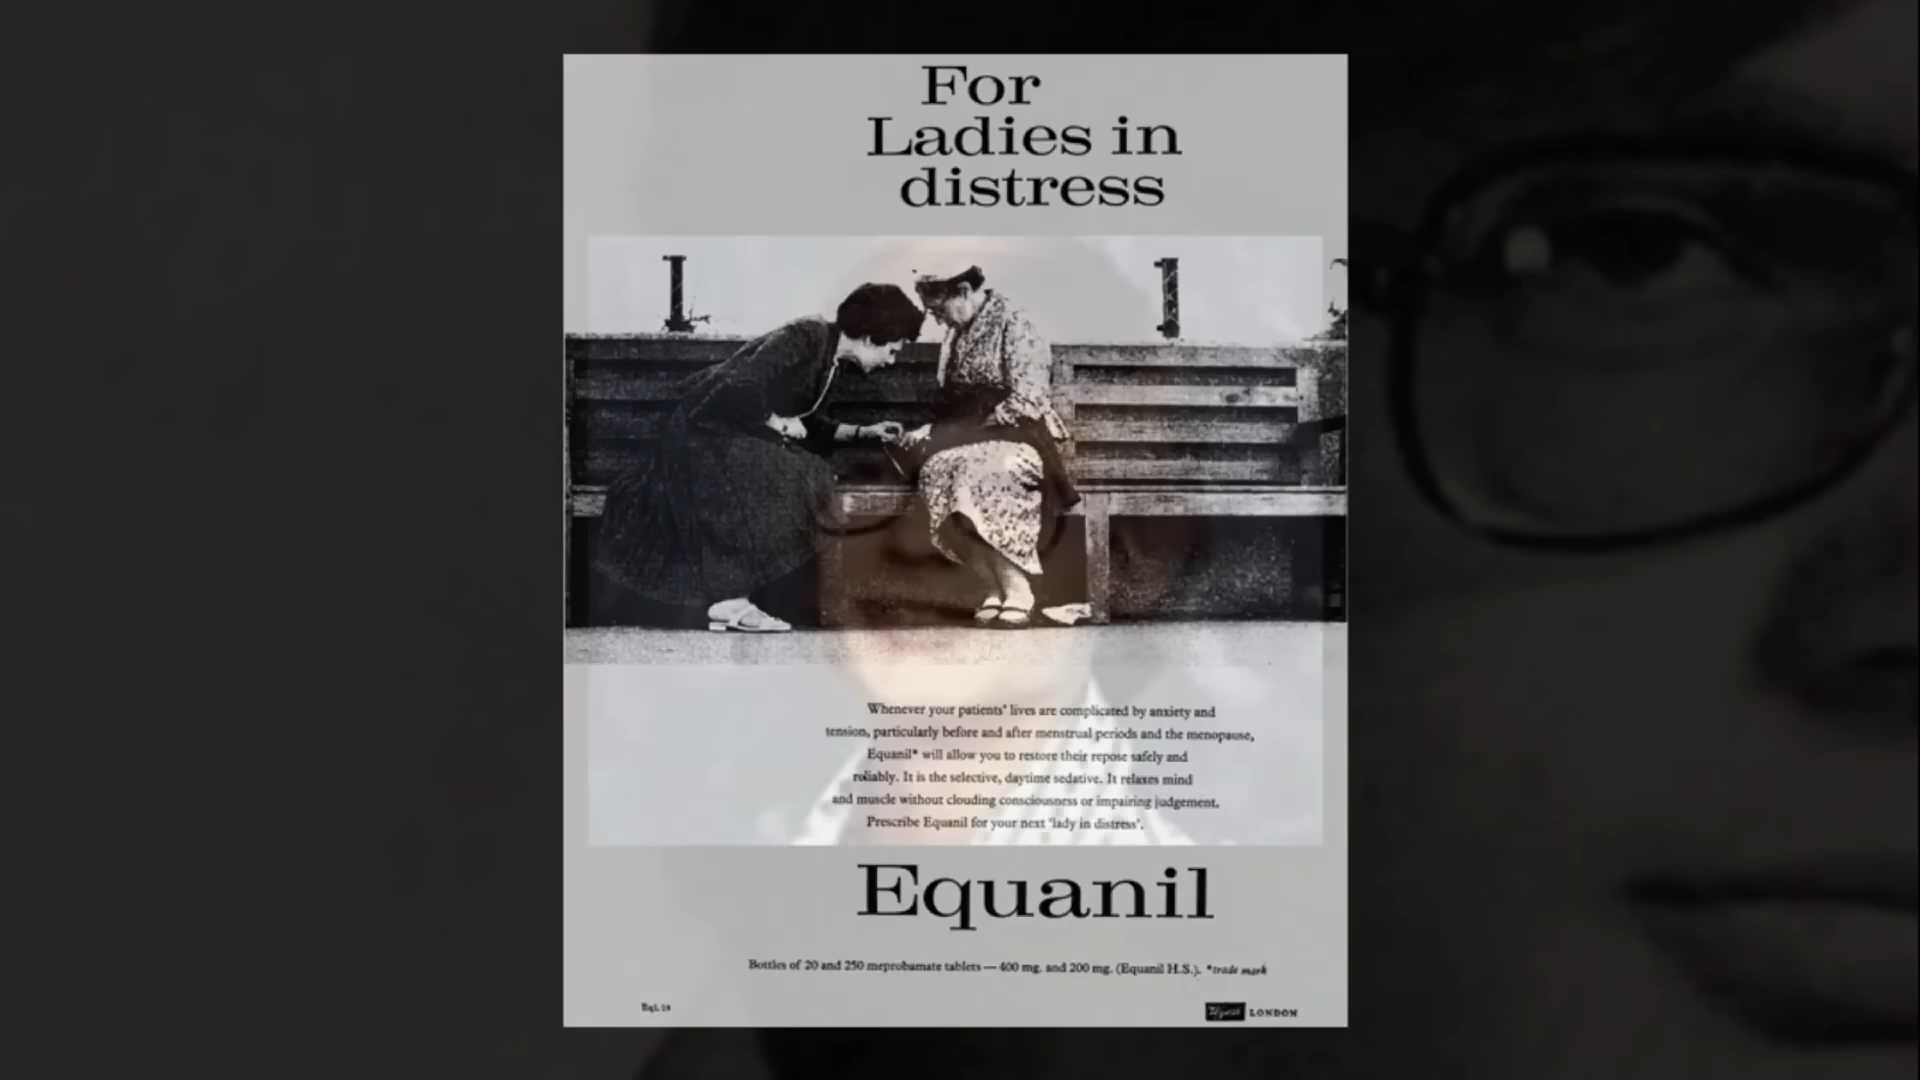 For
Ladies in
distress
Whenever your patients' lives are complicated by anxiety and
tension, particularly before and after menstrual periods and the menopause,
Equanil* will allow you to restore their repose safely and
reliably. It is the selective, daytime sedative. It relaxes mind
and muscle without clouding consciousness or impairing judgement.
Prescribe Equanil for your next 'lady in distress'.
Equanil
Bottles of 20 and 250 meprobamate tablets — 400 mg. and 200 mg. (Equanil H.S.). *trade mark
Wyeth LONDON